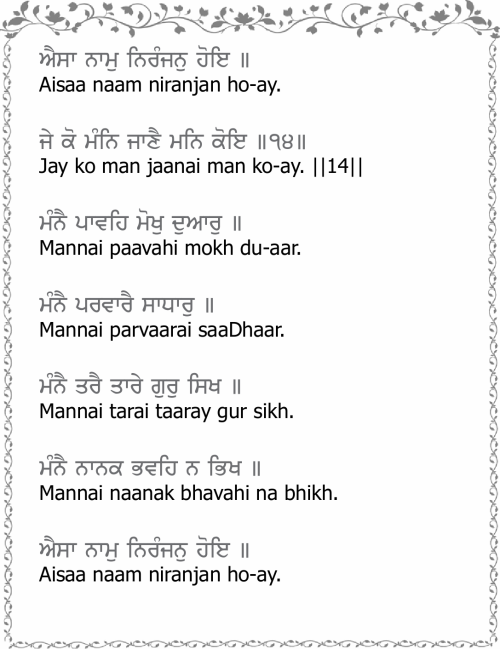 ਐਸਾ ਨਾਮੁ ਨਿਰੰਜਨੁ ਹੋਇ ॥
Aisaa naam niranjan ho-ay.
ਜੇ ਕੋ ਮੰਨਿ ਜਾਣੈ ਮਨਿ ਕੋਇ ॥੧੪॥
Jay ko man jaanai man ko-ay. ||14||
ਮੰਨੈ ਪਾਵਹਿ ਮੋਖੁ ਦੁਆਰੁ ॥
Mannai paavahi mokh du-aar.
ਮੰਨੈ ਪਰਵਾਰੈ ਸਾਧਾਰੁ ॥
Mannai parvaarai saaDhaar.
ਮੰਨੈ ਤਰੈ ਤਾਰੇ ਗੁਰੁ ਸਿਖ ॥
Mannai tarai taaray gur sikh.
ਮੰਨੈ ਨਾਨਕ ਭਵਹਿ ਨ ਭਿਖ ॥
Mannai naanak bhavahi na bhikh.
ਐਸਾ ਨਾਮੁ ਨਿਰੰਜਨੁ ਹੋਇ ॥
Aisaa naam niranjan ho-ay.